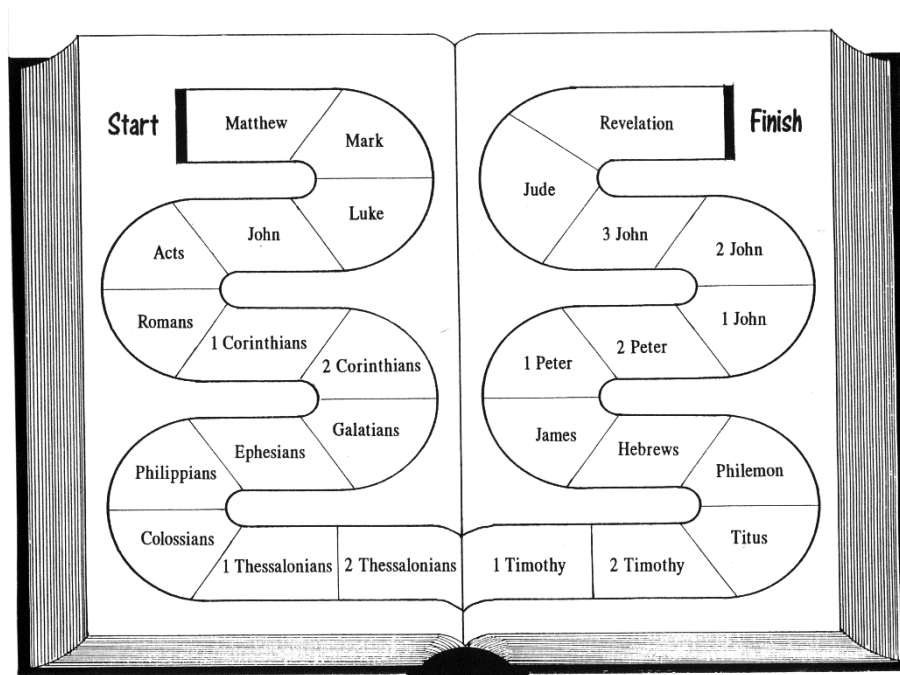 Start
Matthew
Mark
Luke
John
Acts
Romans
1 Corinthians
2 Corinthians
Galatians
Ephesians
Philippians
Colossians
1 Thessalonians
2 Thessalonians
1 Timothy
2 Timothy
Titus
Philemon
Hebrews
James
1 Peter
2 Peter
1 John
2 John
3 John
Jude
Revelation
Finish